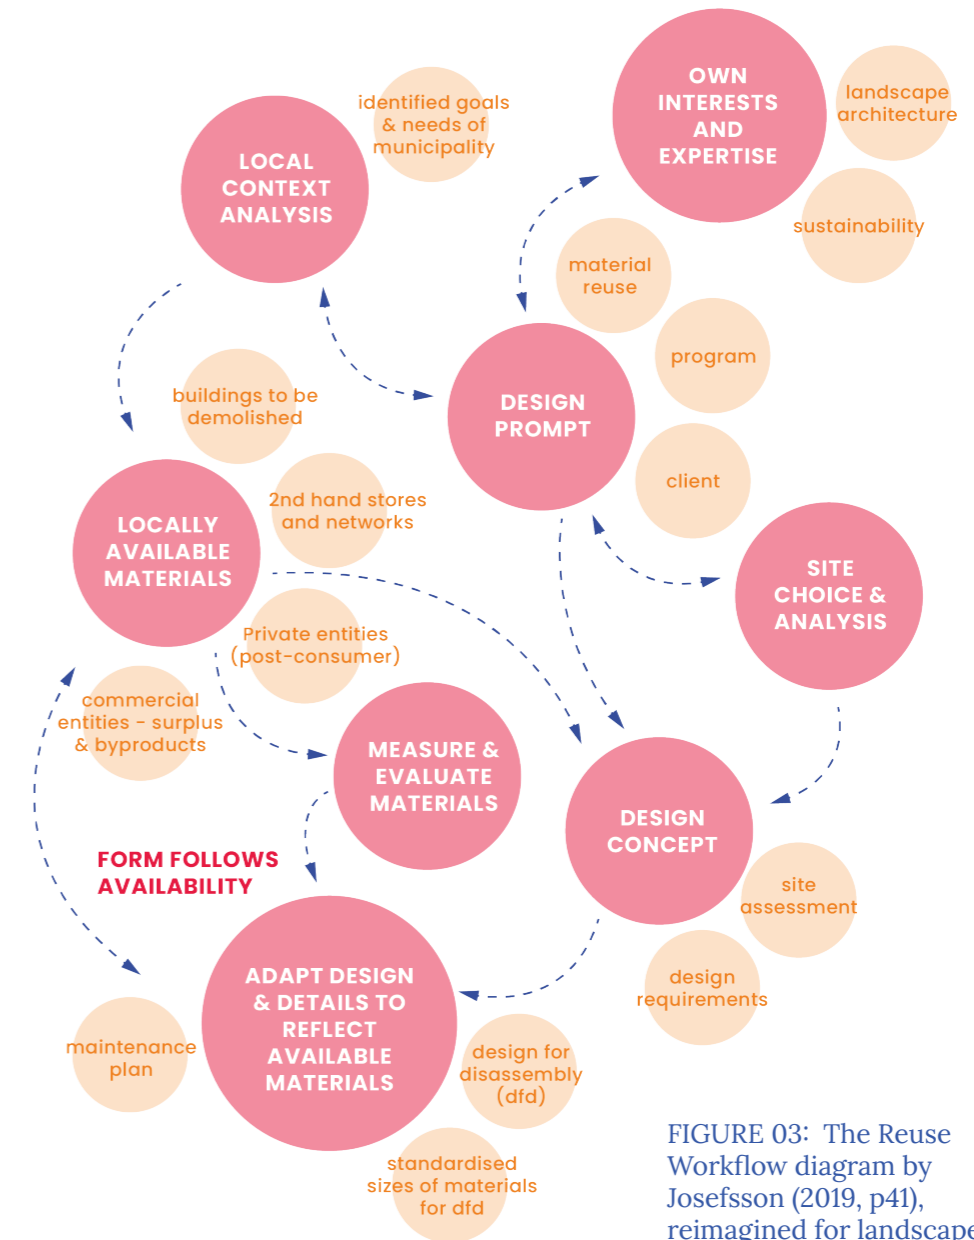 OWN
INTERESTS
AND
EXPERTISE
landscape
architecture
sustainability
identified goals
& needs of
municipality
LOCAL
CONTEXT
ANALYSIS
material
reuse
program
DESIGN
PROMPT
client
buildings to be
demolished
2nd hand stores
and networks
LOCALLY
AVAILABLE
MATERIALS
SITE
CHOICE &
ANALYSIS
Private entities
(post-consumer)
commercial
entities - surplus
& byproducts
MEASURE &
EVALUATE
MATERIALS
DESIGN
CONCEPT
FORM FOLLOWS
AVAILABILITY
site
assessment
design
requirements
ADAPT DESIGN
& DETAILS TO
REFLECT
AVAILABLE
MATERIALS
maintenance
plan
design for
disassembly
(dfd)
standardised
sizes of materials
for dfd
FIGURE 03: The Reuse
Workflow diagram by
Josefsson (2019, p41),
reimagined for landscape